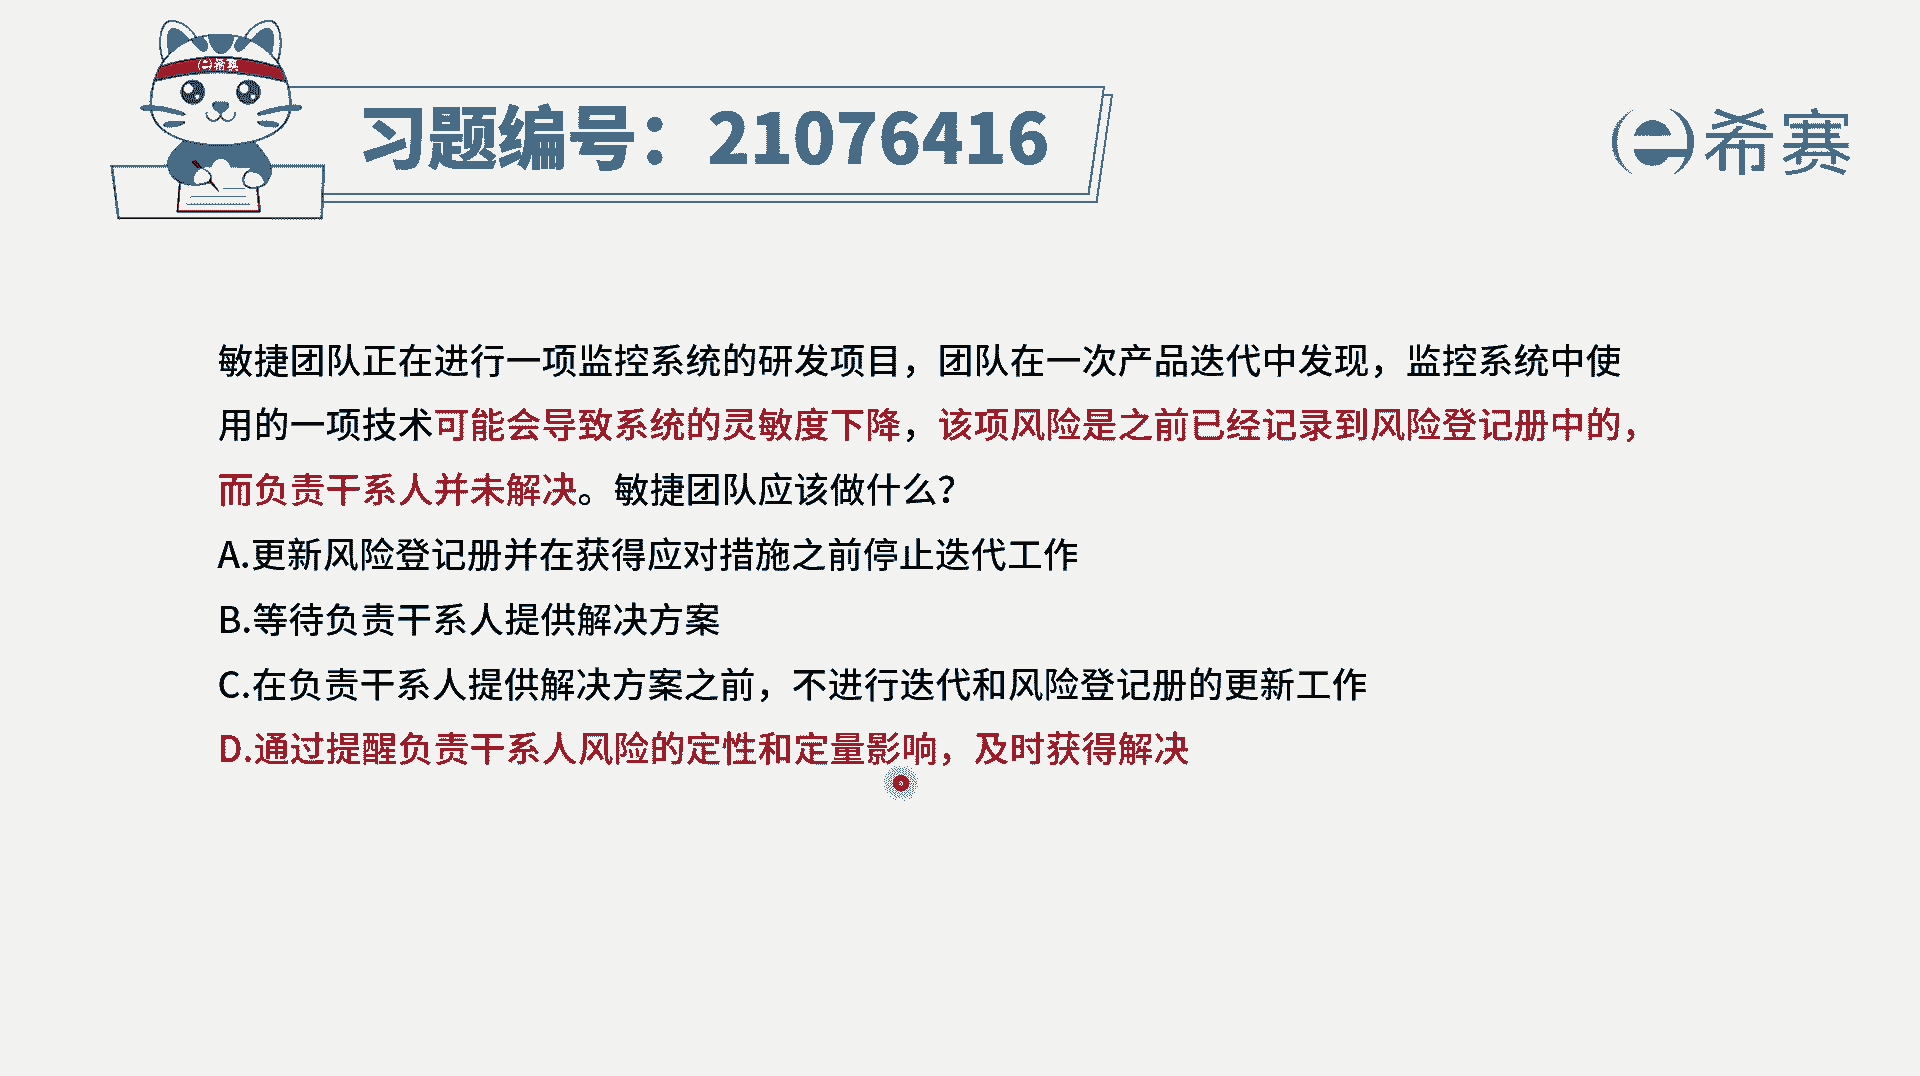 希赛
习题编号：21076416
希赛
敏捷团队正在进行一项监控系统的研发项目，团队在一次产品迭代中发现，监控系统中使
用的一项技术可能会导致系统的灵敏度下降，该项风险是之前已经记录到风险登记册中的，
而负责干系人并未解决。敏捷团队应该做什么？
A.更新风险登记册并在获得应对措施之前停止迭代工作
B.等待负责干系人提供解决方案
C.在负责干系人提供解决方案之前，不进行迭代和风险登记册的更新工作
D.通过提醒负责干系人风险的定性和定量影响，及时获得解决